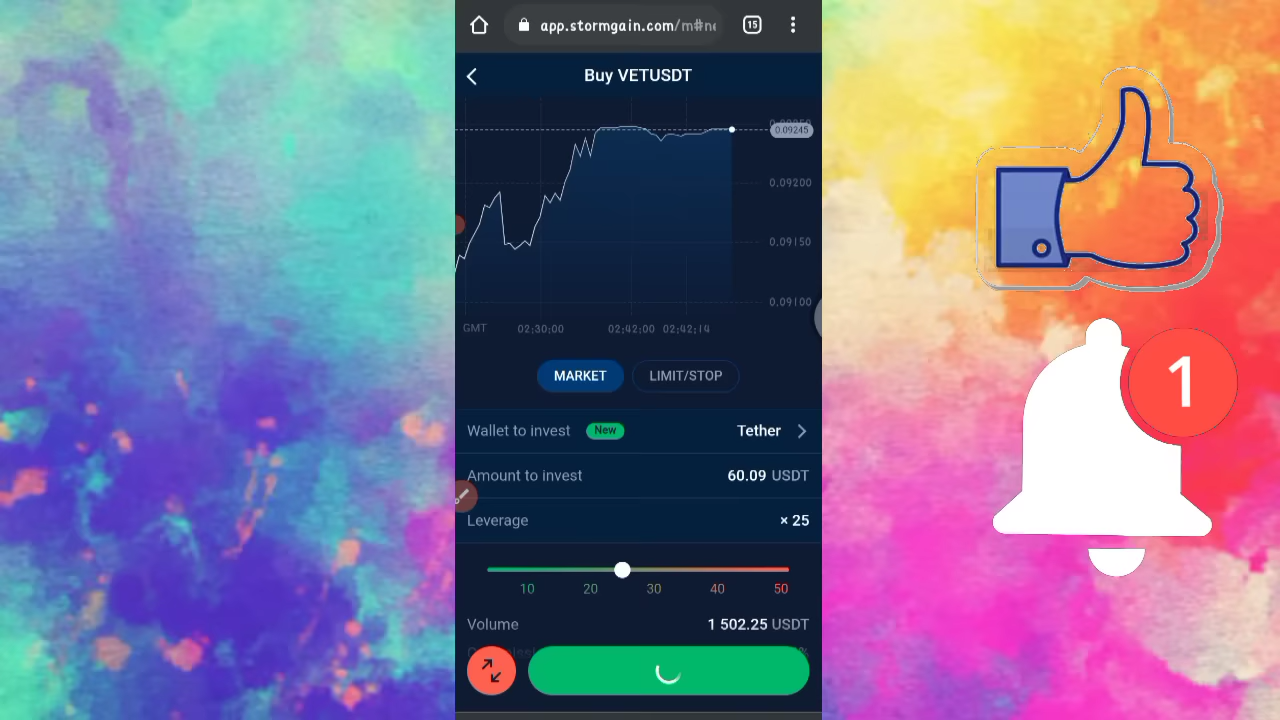 app.stormgain.com/m#ne
15
Buy VETUSDT
0.09245
0.09200
0.09150
0.09100
GMT 02:30:00 02:42:00 02:42:14
MARKET LIMIT/STOP
Wallet to invest New Tether
Amount to invest 60.09 USDT
Leverage × 25
10 20 30 40 50
Volume 1 502.25 USDT
1